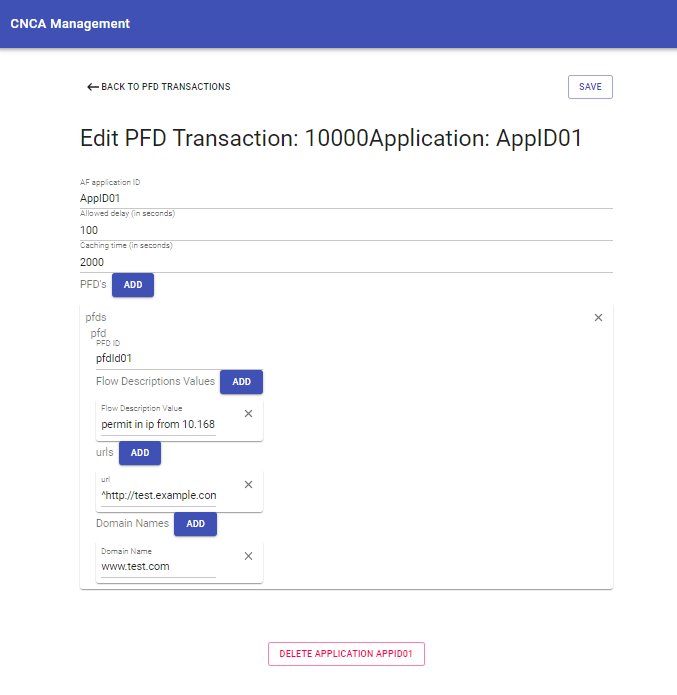 CNCA Management
BACK TO PFD TRANSACTIONS
SAVE
Edit PFD Transaction: 10000Application: AppID01
AF application ID
AppID01
Allowed delay (in seconds)
100
Caching time (in seconds)
2000
PFD's ADD
pfds
pfd
PFD ID
pfdId01
Flow Descriptions Values ADD
Flow Description Value
permit in ip from 10.168
urls ADD
url
^http://test.example.con
Domain Names ADD
Domain Name
www.test.com
DELETE APPLICATION APPID01